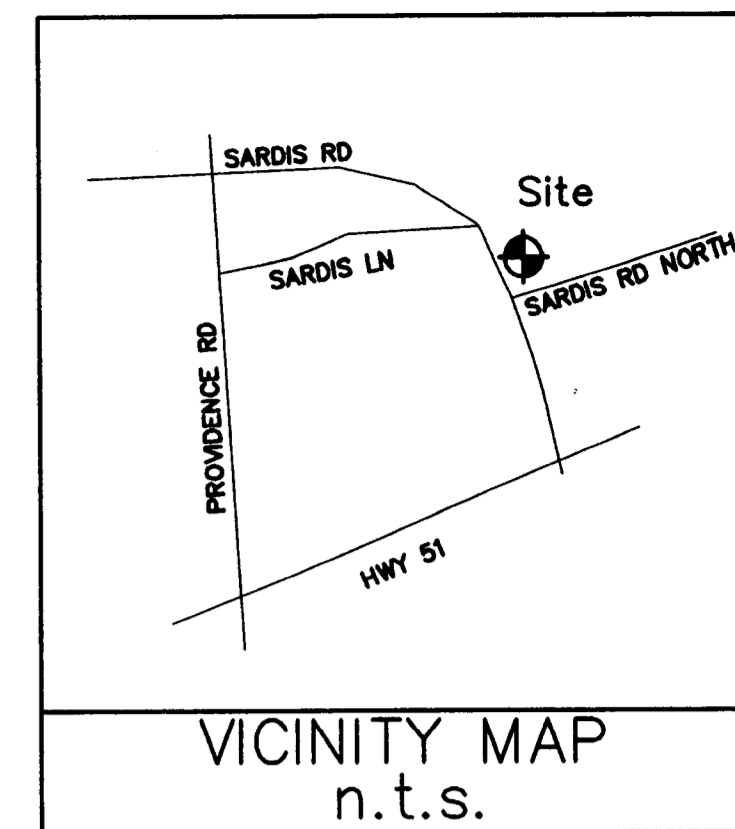 SARDIS RD
Site
SARDIS LN
SARDIS RD NORTH
PROVIDENCE RD
HWY 51
VICINITY MAP
n.t.s.